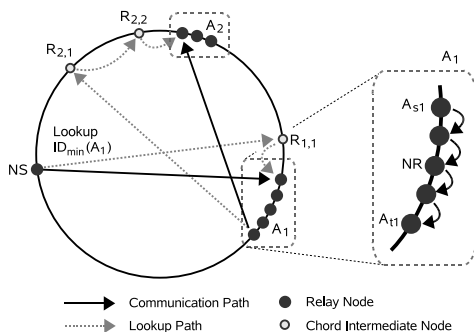 R2,2
A2
R2,1
A1
As1
Lookup
IDmin(A1)
R1,1
NS
NR
A1
At1
Communication Path
Relay Node
Lookup Path
Chord Intermediate Node